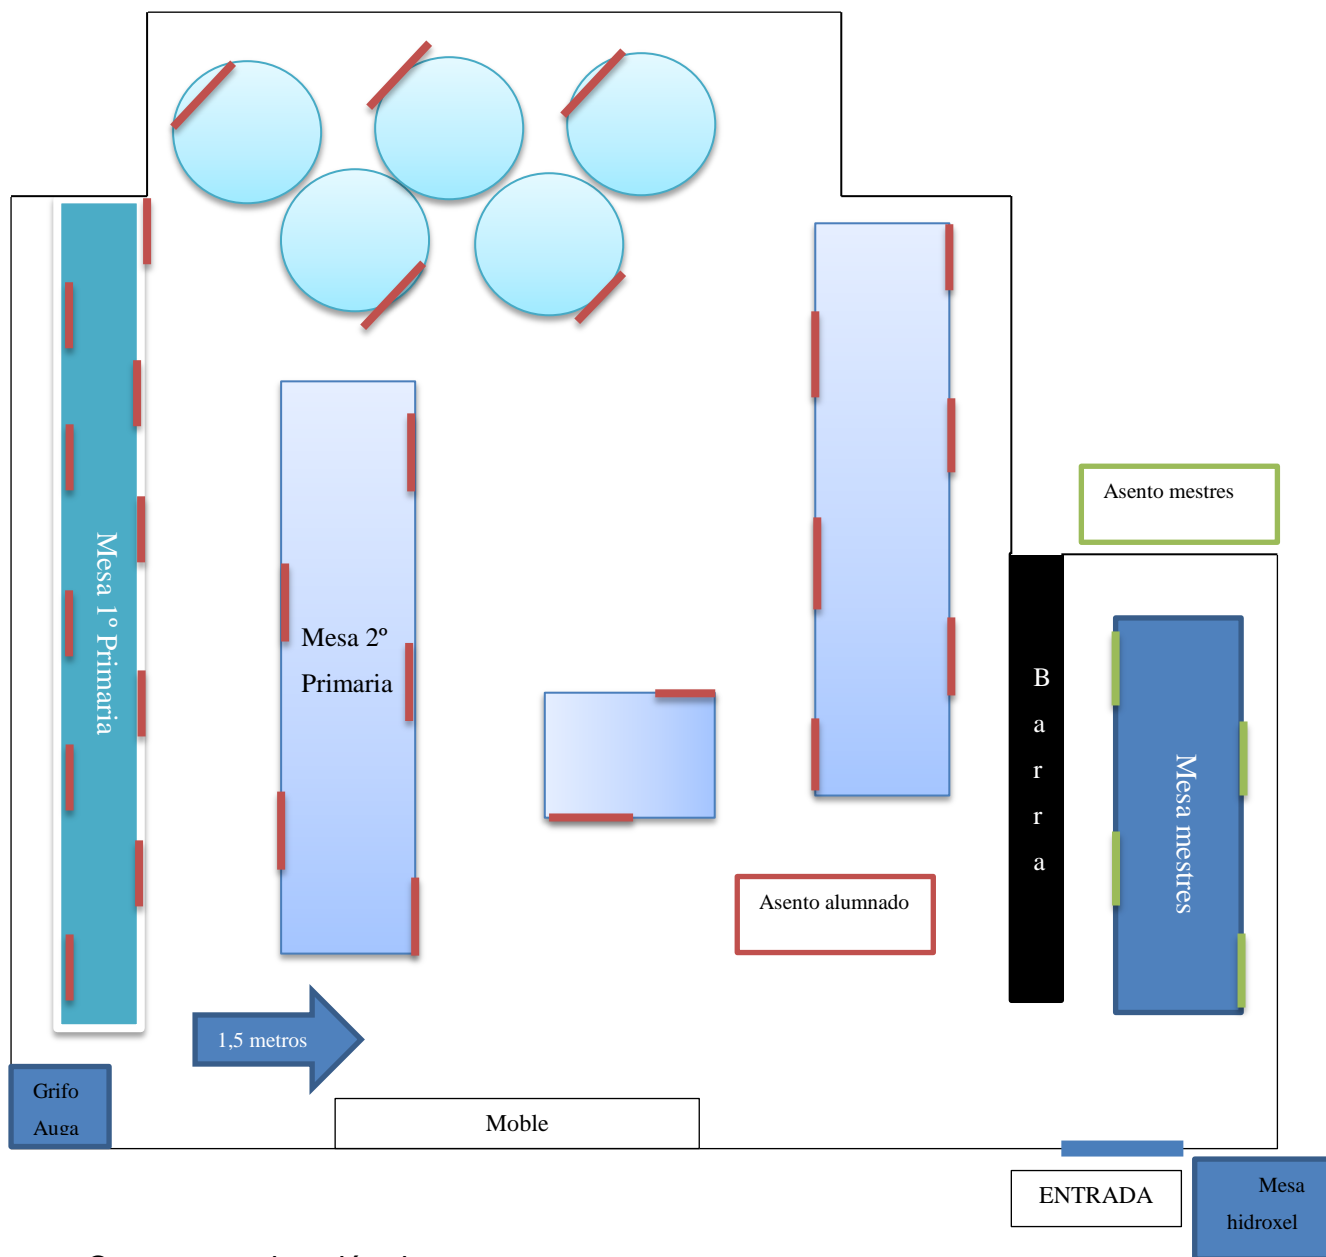 Asento mestres
Mesa 1º Primaria
Mesa 2º
Primaria
B
a
r
r
a
Mesa mestres
Asento alumnado
1,5 metros
Grifo
Auga
Moble
ENTRADA
Mesa
hidroxel